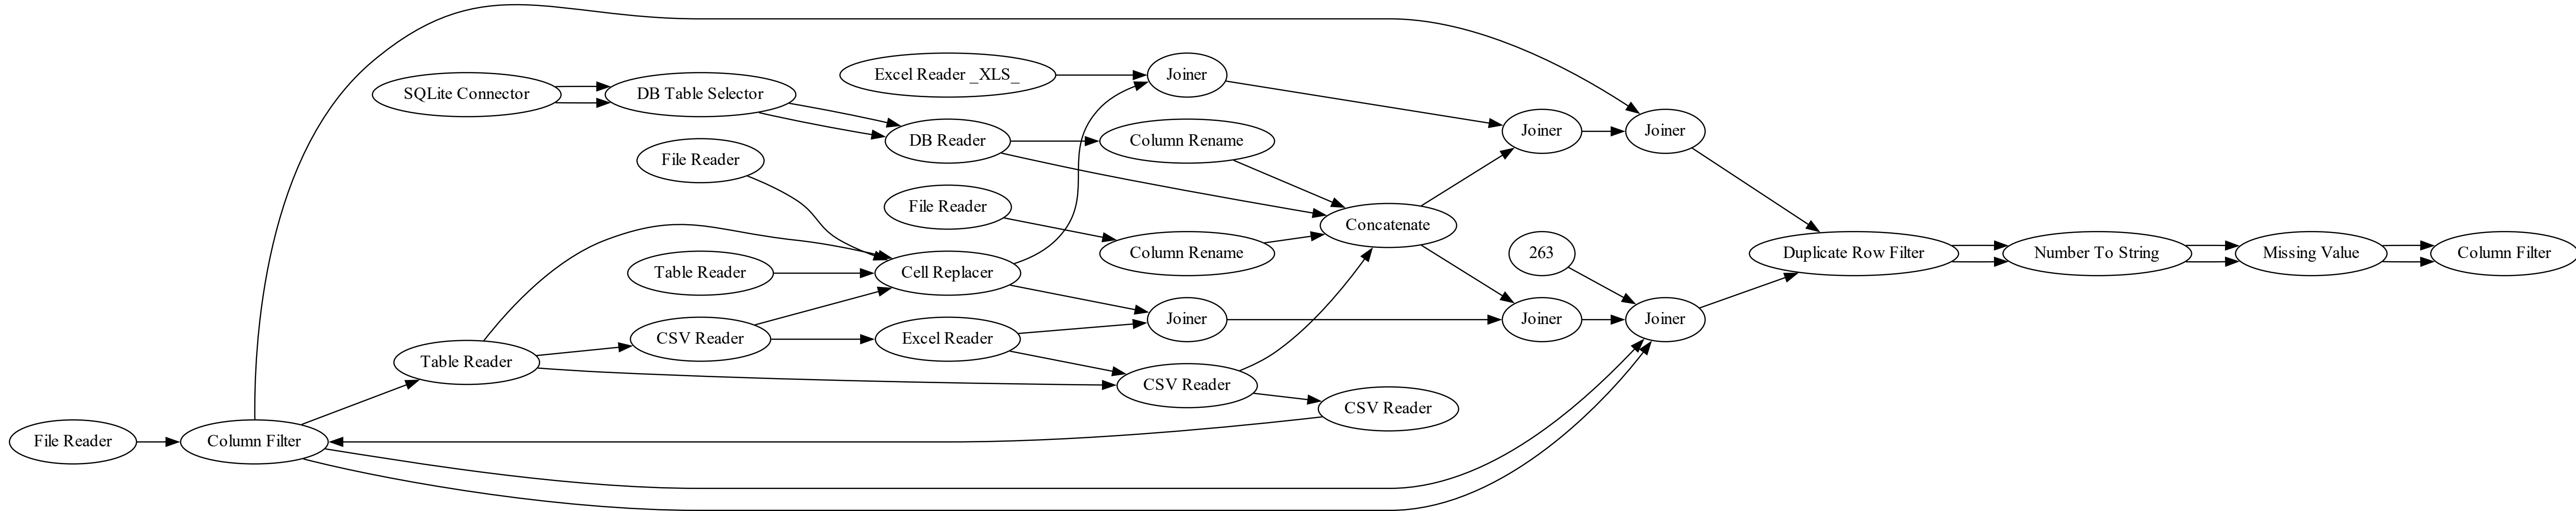 Excel Reader _XLS_
Joiner
SQLite Connector
DB Table Selector
Joiner
Joiner
DB Reader
Column Rename
File Reader
File Reader
Concatenate
Column Rename
263
Duplicate Row Filter
Number To String
Missing Value
Column Filter
Table Reader
Cell Replacer
Joiner
Joiner
Joiner
CSV Reader
Excel Reader
Table Reader
CSV Reader
CSV Reader
File Reader
Column Filter